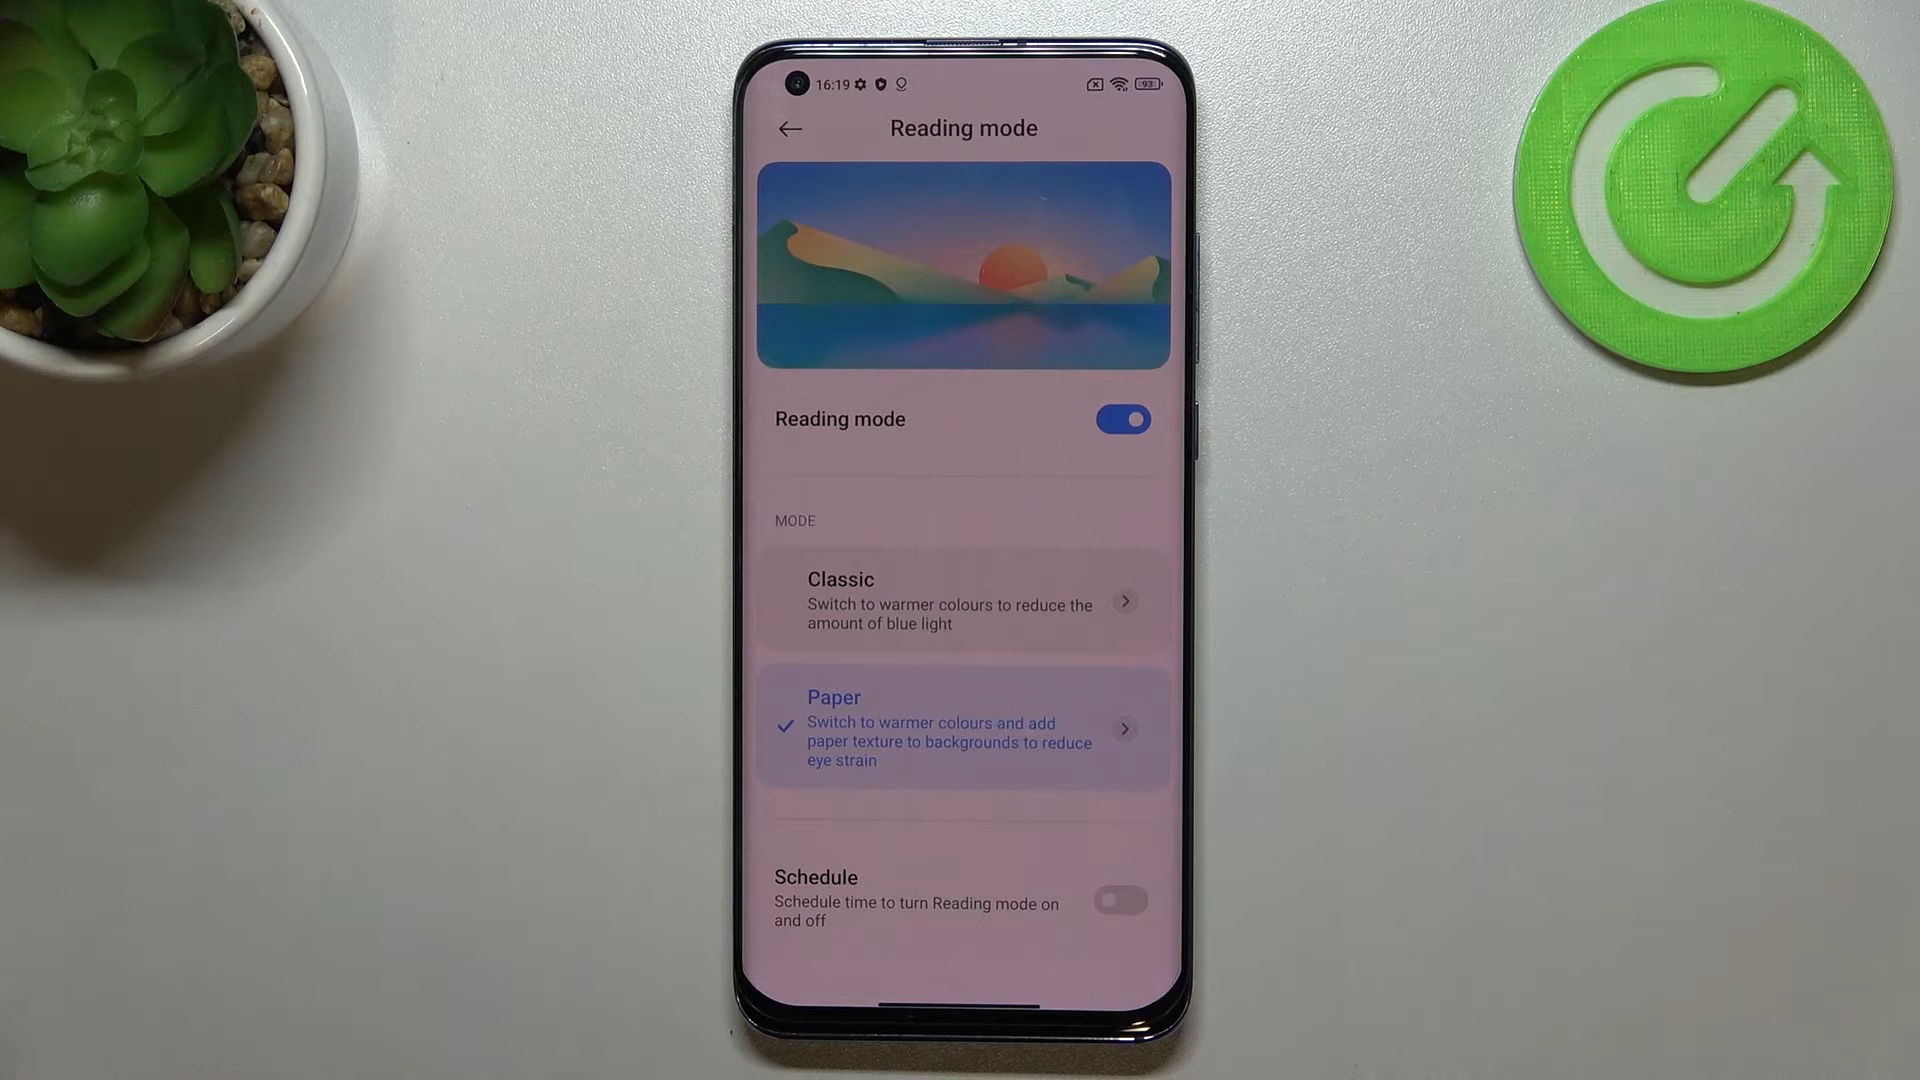 16:19
93
Reading mode
Reading mode
MODE
Classic
Switch to warmer colours to reduce the
amount of blue light
Paper
Switch to warmer colours and add
paper texture to backgrounds to reduce
eye strain
Schedule
Schedule time to turn Reading mode on
and off